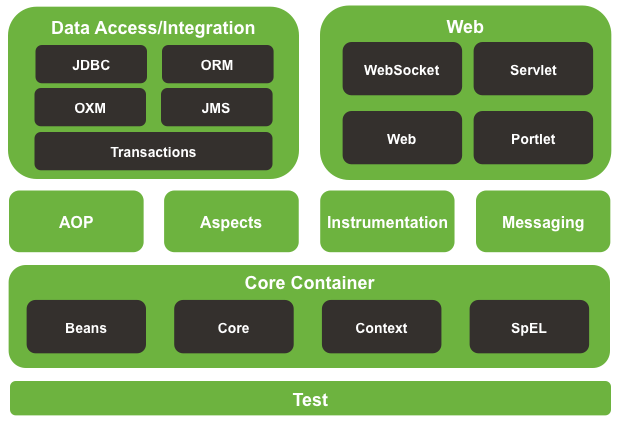 Data Access/Integration
JDBC
ORM
OXM
JMS
Transactions
Web
WebSocket
Servlet
Web
Portlet
AOP
Aspects
Instrumentation
Messaging
Core Container
Beans
Core
Context
SpEL
Test